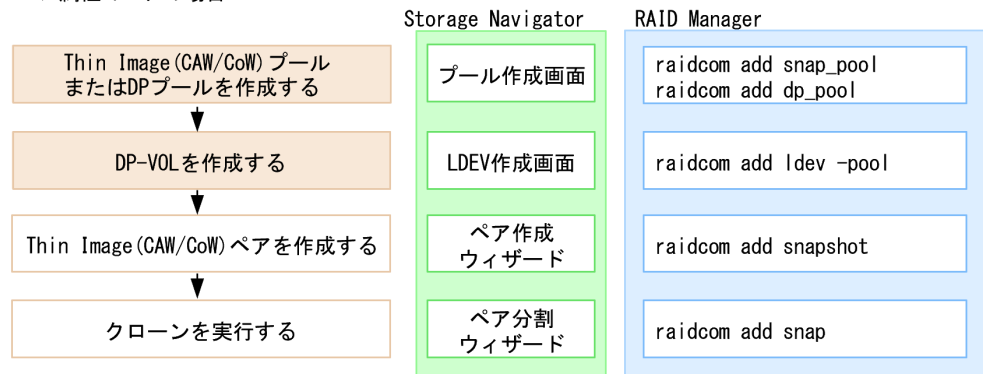 Storage Navigator
RAID Manager
Thin Image(CAW/CoW)プール
またはDPプールを作成する
プール作成画面
raidcom add snap_pool
raidcom add dp_pool
DP-VOLを作成する
LDEV作成画面
raidcom add ldev -pool
Thin Image(CAW/CoW)ペアを作成する
ペア作成
ウィザード
raidcom add snapshot
クローンを実行する
ペア分割
ウィザード
raidcom add snap